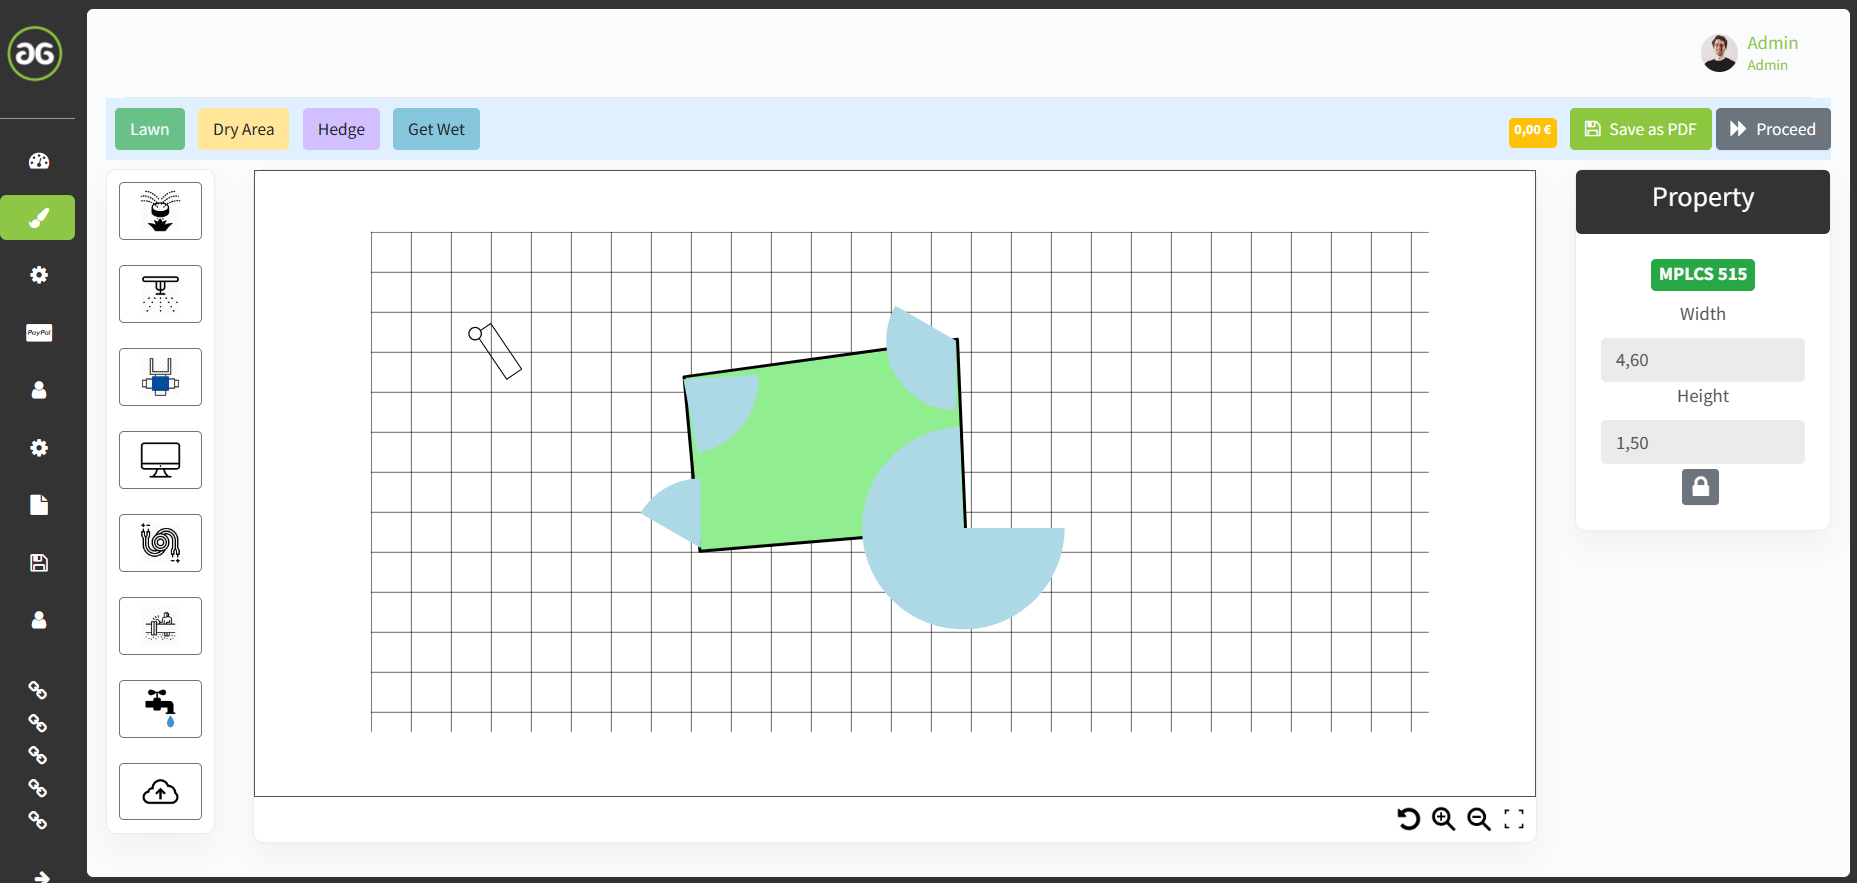 Admin
Admin
Lawn
Dry Area
Hedge
Get Wet
0,00 €
Save as PDF
Proceed
Property
MPLCS 515
Width
4,60
Height
1,50
PayPal